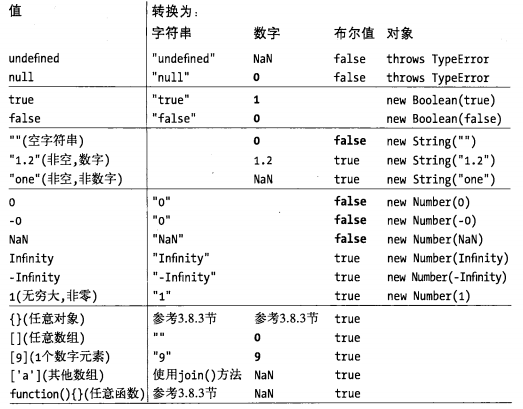 值 转换为：
字符串 数字 布尔值 对象
undefined "undefined" NaN false throws TypeError
null "null" 0 false throws TypeError
true "true" 1 new Boolean(true)
false "false" 0 new Boolean(false)
""(空字符串) 0 false new String("")
"1.2"(非空,数字) 1.2 true new String("1.2")
"one"(非空,非数字) NaN true new String("one")
0 "0" false new Number(0)
-0 "0" false new Number(-0)
NaN "NaN" false new Number(NaN)
Infinity "Infinity" true new Number(Infinity)
-Infinity "-Infinity" true new Number(-Infinity)
1(无穷大,非零) "1" true new Number(1)
{}(任意对象) 参考3.8.3节 参考3.8.3节 true
[](任意数组) "" 0 true
[9](1个数字元素) "9" 9 true
['a'](其他数组) 使用join()方法 NaN true
function(){}(任意函数) 参考3.8.3节 NaN true